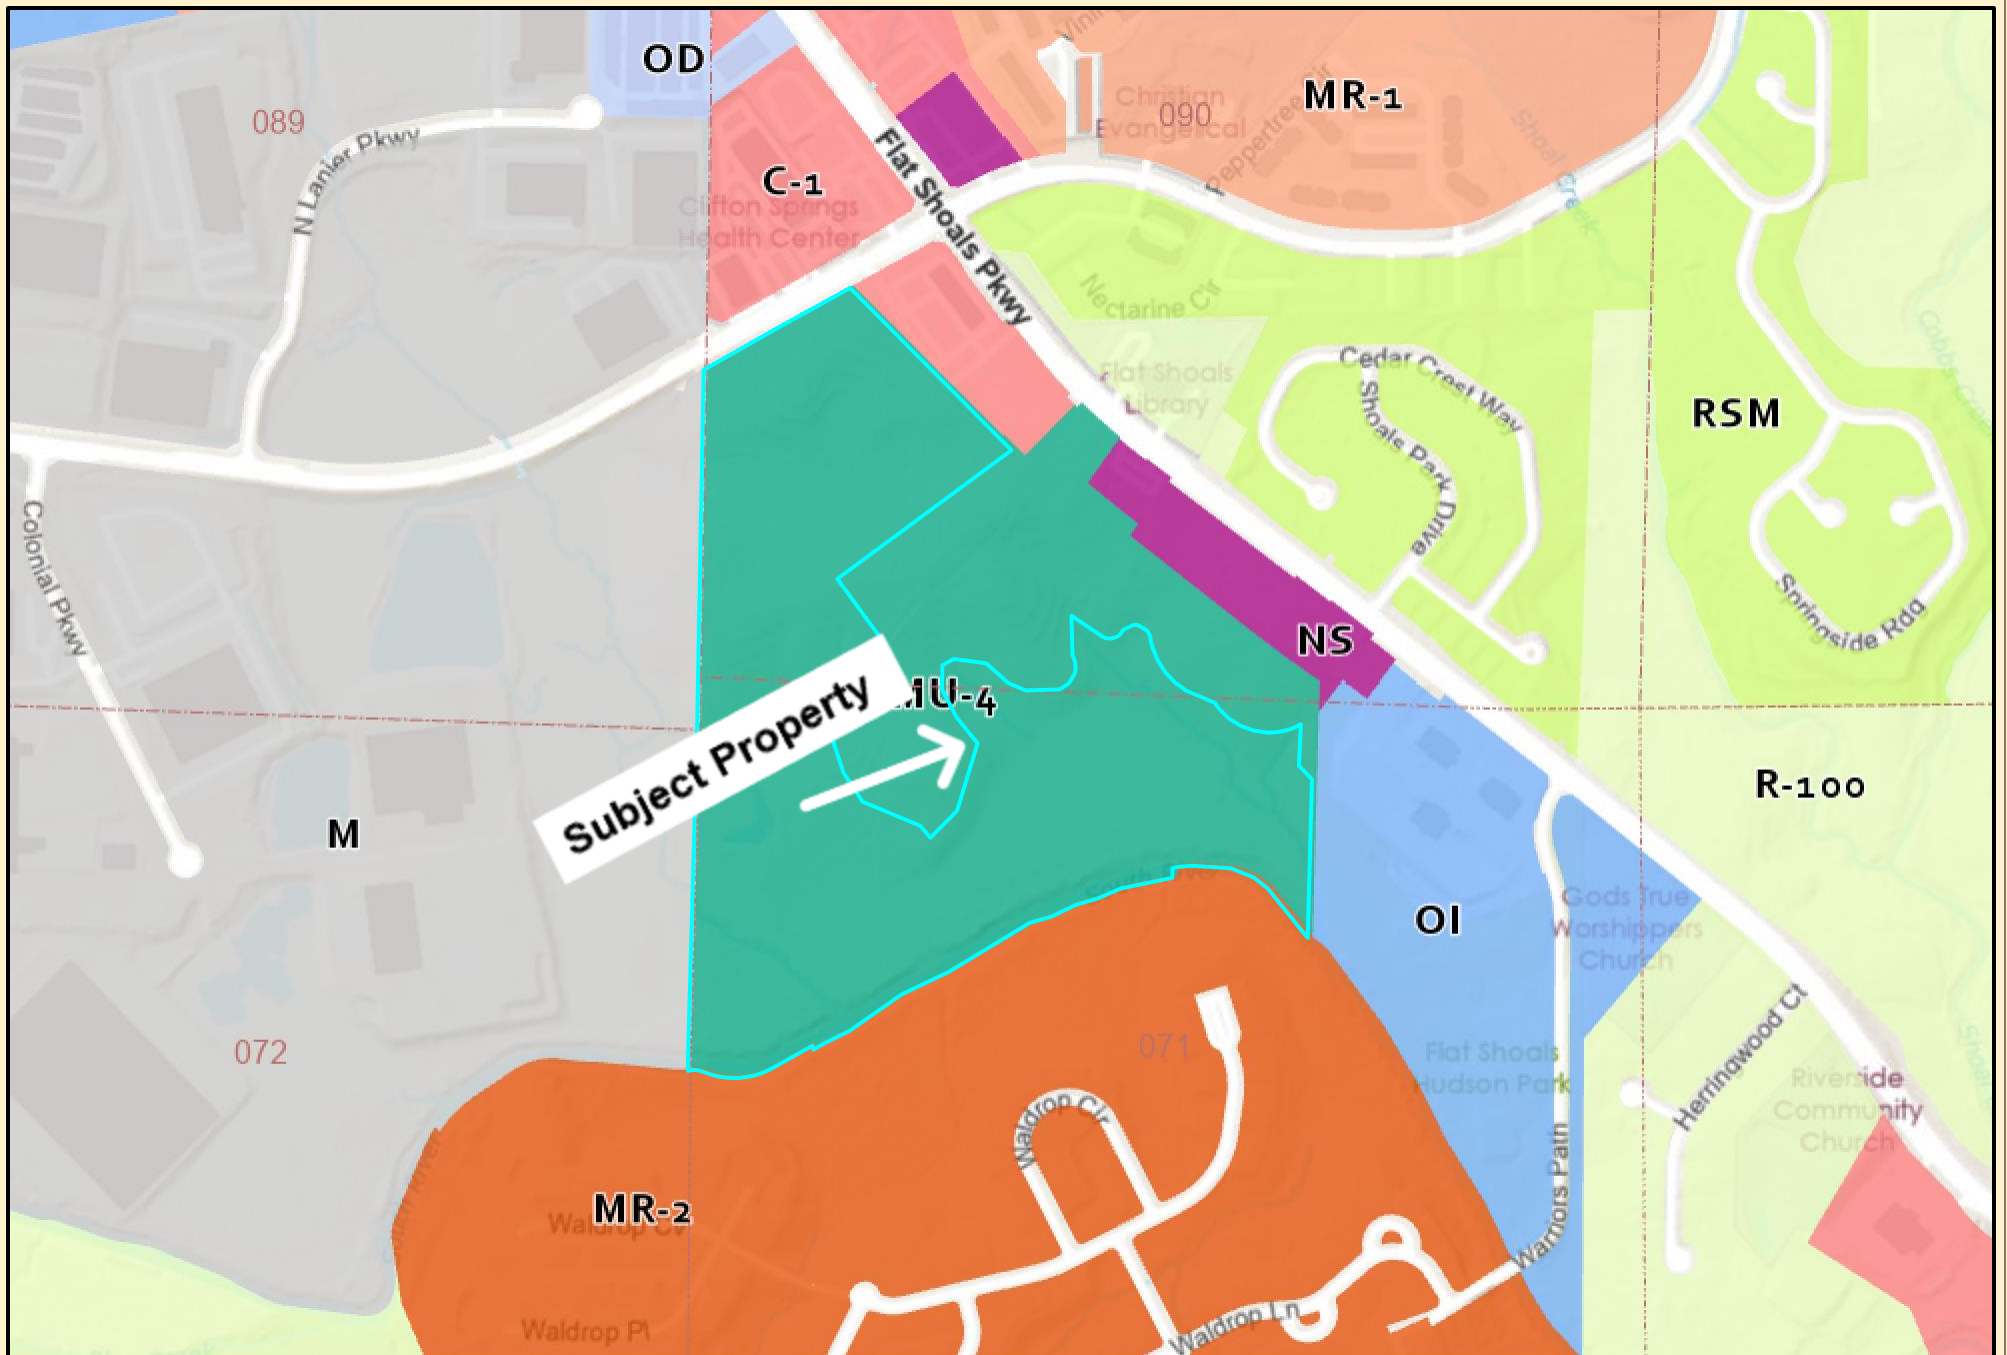 OD
Christian
Evangelical
MR-1
089
090
N Lanier Pkwy
Flat Shoals Pkwy
Peppertree Cir
Shoal Creek
C-1
Clifton Springs
Health Center
Nectarine Cir
Flat Shoals
Library
Cedar Crest Way
Shoals Park Drive
RSM
Colonial Pkwy
Springside Rdg
NS
MU-4
Subject Property
R-100
M
South River
OI
Gods True
Worshippers
Church
072
071
Flat Shoals
Hudson Park
Herringwood Ct
Riverside
Community
Church
Waldrop Cir
Warriors Path
MR-2
Waldrop Cv
Waldrop Pl
Waldrop Ln